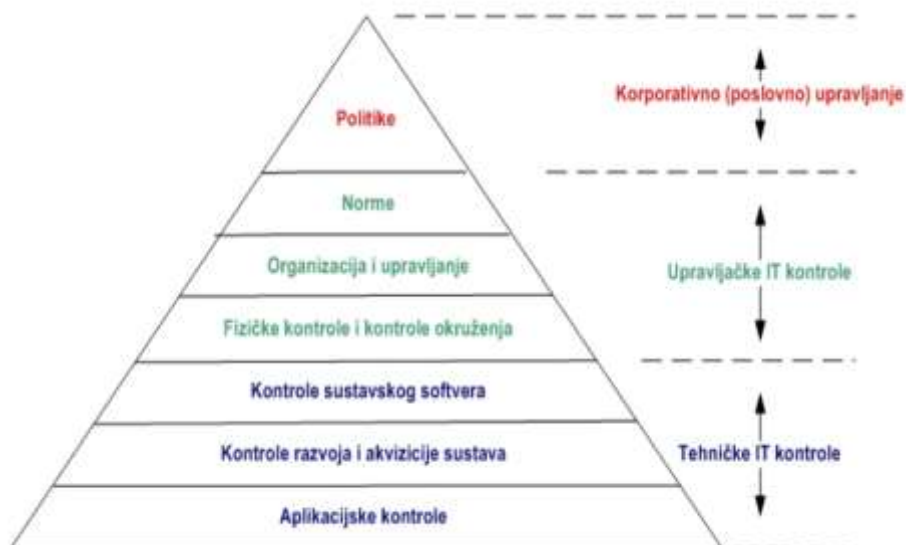 Politike
Korporativno (poslovno) upravljanje
Norme
Organizacija i upravljanje
Upravljačke IT kontrole
Fizičke kontrole i kontrole okruženja
Kontrole sustavskog softvera
Kontrole razvoja i akvizicije sustava
Tehničke IT kontrole
Aplikacijske kontrole